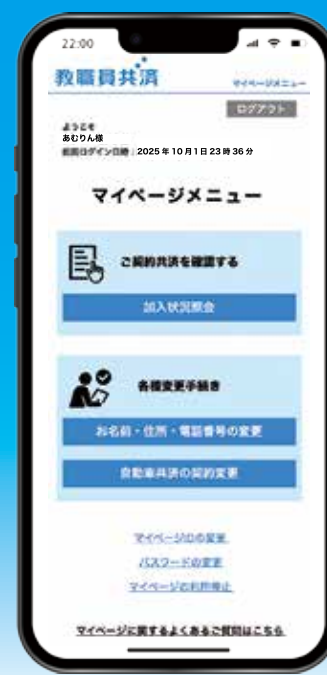 22:00
教職員共済
マイページメニュー
ログアウト
ようこそ
あむりん様
前回ログイン日時：2025年10月1日23時36分
マイページメニュー
ご契約共済を確認する
加入状況照会
各種変更手続き
お名前・住所・電話番号の変更
自動車共済の契約変更
マイページIDの変更
パスワードの変更
マイページの利用停止
マイページに関するよくあるご質問はこちら